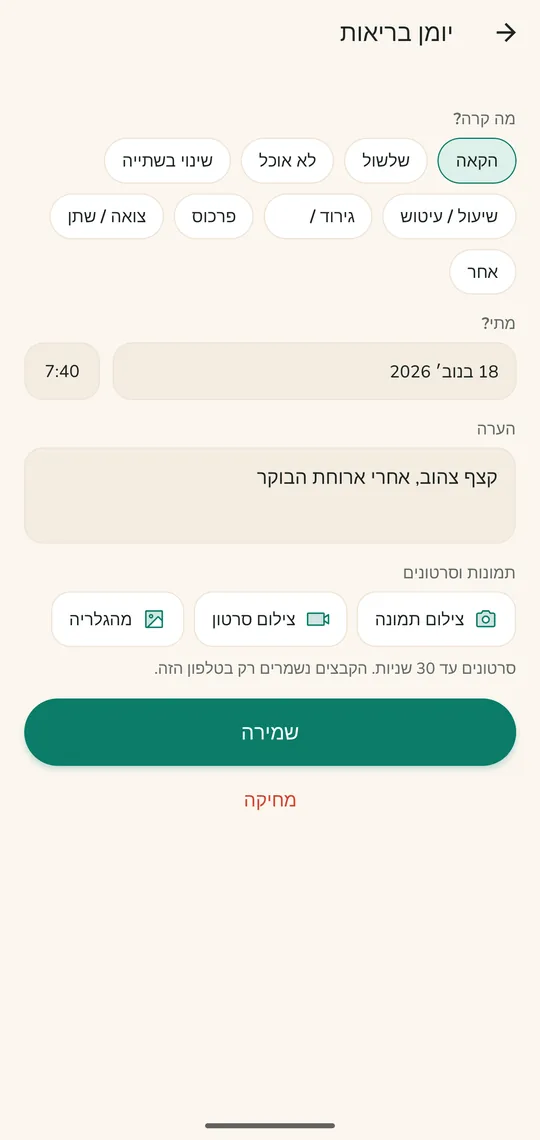 יומן בריאות
מה קרה?
הקאה
שלשול
לא אוכל
שינוי בשתייה
שיעול / עיטוש
גירוד /
פרכוס
צואה / שתן
אחר
מתי?
18 בנוב׳ 2026
7:40
הערה
קצף צהוב, אחרי ארוחת הבוקר
תמונות וסרטונים
צילום תמונה
צילום סרטון
מהגלריה
סרטונים עד 30 שניות. הקבצים נשמרים רק בטלפון הזה.
שמירה
מחיקה